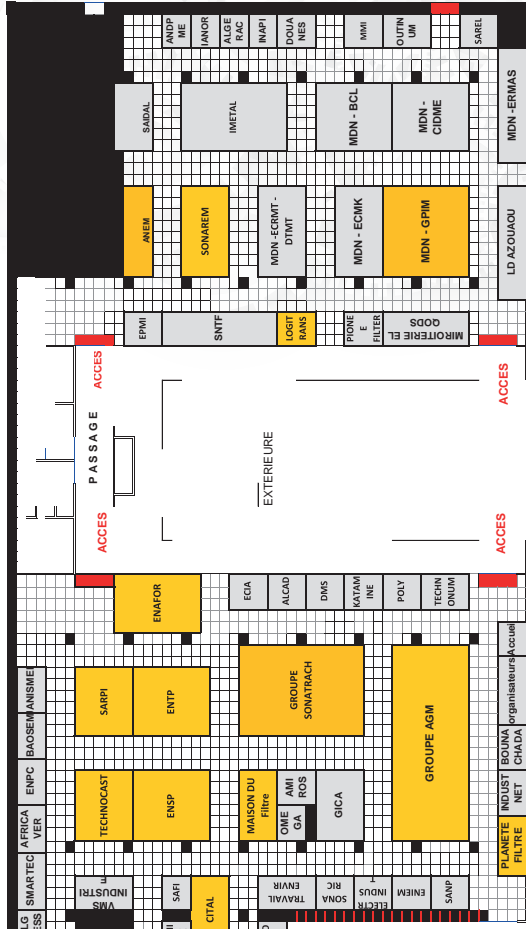 ANDP
ME
IANOR
ALGE
RAC
INAPI
DOUA
NES
MMI
OUTIN
UM
SAREL
SAIDAL
IMETAL
MDN - BCL
MDN -
CIDME
MDN -ERMAS
ANEM
SONAREM
MDN -ECRMT -
DTMT
MDN - ECMK
MDN - GPIM
LD AZOUAOU
EPMI
SNTF
LOGIT
RANS
PIONE
E
FILTER
MIROITERIE EL
QODS
ACCES
ACCES
PASSAGE
EXTERIEURE
ACCES
ACCES
ENAFOR
ECIA
ALCAD
DMS
KATAM
INE
POLY
TECHN
ONUM
BAOSEM
ANISMEI
SARPI
ENTP
GROUPE
SONATRACH
GROUPE AGM
organisateurs
Accuei
ENPC
TECHNOCAST
ENSP
MAISON DU
Filtre
AMI
ROS
OME
GA
GICA
BOUNA
CHADA
INDUST
NET
AFRICA
VER
PLANETE
FILTRE
SMARTEC
VMS
INDUSTRI
E
SAFI
CITAL
TRAVAIL
ENVIR
SONA
RIC
ELECTR
INDUS
T
ENIEM
SANP
LG
ESS